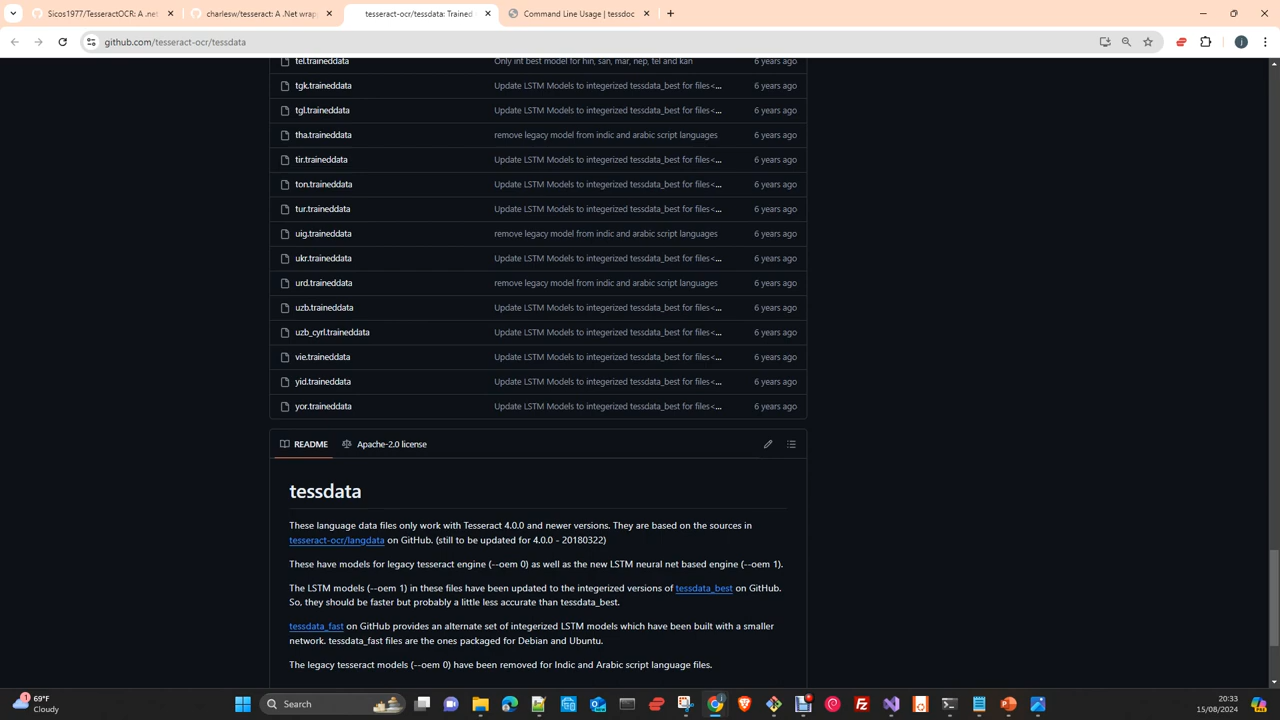 Sicos1977/TesseractOCR: A .net
charlesw/tesseract: A .Net wrap
tesseract-ocr/tessdata: Trained
Command Line Usage | tessdoc
github.com/tesseract-ocr/tessdata
tel.traineddata Only int best model for hin, san, mar, nep, tel and kan 6 years ago
tgk.traineddata Update LSTM Models to integerized tessdata_best for files<... 6 years ago
tgl.traineddata Update LSTM Models to integerized tessdata_best for files<... 6 years ago
tha.traineddata remove legacy model from indic and arabic script languages 6 years ago
tir.traineddata Update LSTM Models to integerized tessdata_best for files<... 6 years ago
ton.traineddata Update LSTM Models to integerized tessdata_best for files<... 6 years ago
tur.traineddata Update LSTM Models to integerized tessdata_best for files<... 6 years ago
uig.traineddata remove legacy model from indic and arabic script languages 6 years ago
ukr.traineddata Update LSTM Models to integerized tessdata_best for files<... 6 years ago
urd.traineddata remove legacy model from indic and arabic script languages 6 years ago
uzb.traineddata Update LSTM Models to integerized tessdata_best for files<... 6 years ago
uzb_cyrl.traineddata Update LSTM Models to integerized tessdata_best for files<... 6 years ago
vie.traineddata Update LSTM Models to integerized tessdata_best for files<... 6 years ago
yid.traineddata Update LSTM Models to integerized tessdata_best for files<... 6 years ago
yor.traineddata Update LSTM Models to integerized tessdata_best for files<... 6 years ago
README Apache-2.0 license
tessdata
These language data files only work with Tesseract 4.0.0 and newer versions. They are based on the sources in
tesseract-ocr/langdata on GitHub. (still to be updated for 4.0.0 - 20180322)
These have models for legacy tesseract engine (--oem 0) as well as the new LSTM neural net based engine (--oem 1).
The LSTM models (--oem 1) in these files have been updated to the integerized versions of tessdata_best on GitHub.
So, they should be faster but probably a little less accurate than tessdata_best.
tessdata_fast on GitHub provides an alternate set of integerized LSTM models which have been built with a smaller
network. tessdata_fast files are the ones packaged for Debian and Ubuntu.
The legacy tesseract models (--oem 0) have been removed for Indic and Arabic script language files.
1
69°F
Cloudy
Search
20:33
15/08/2024